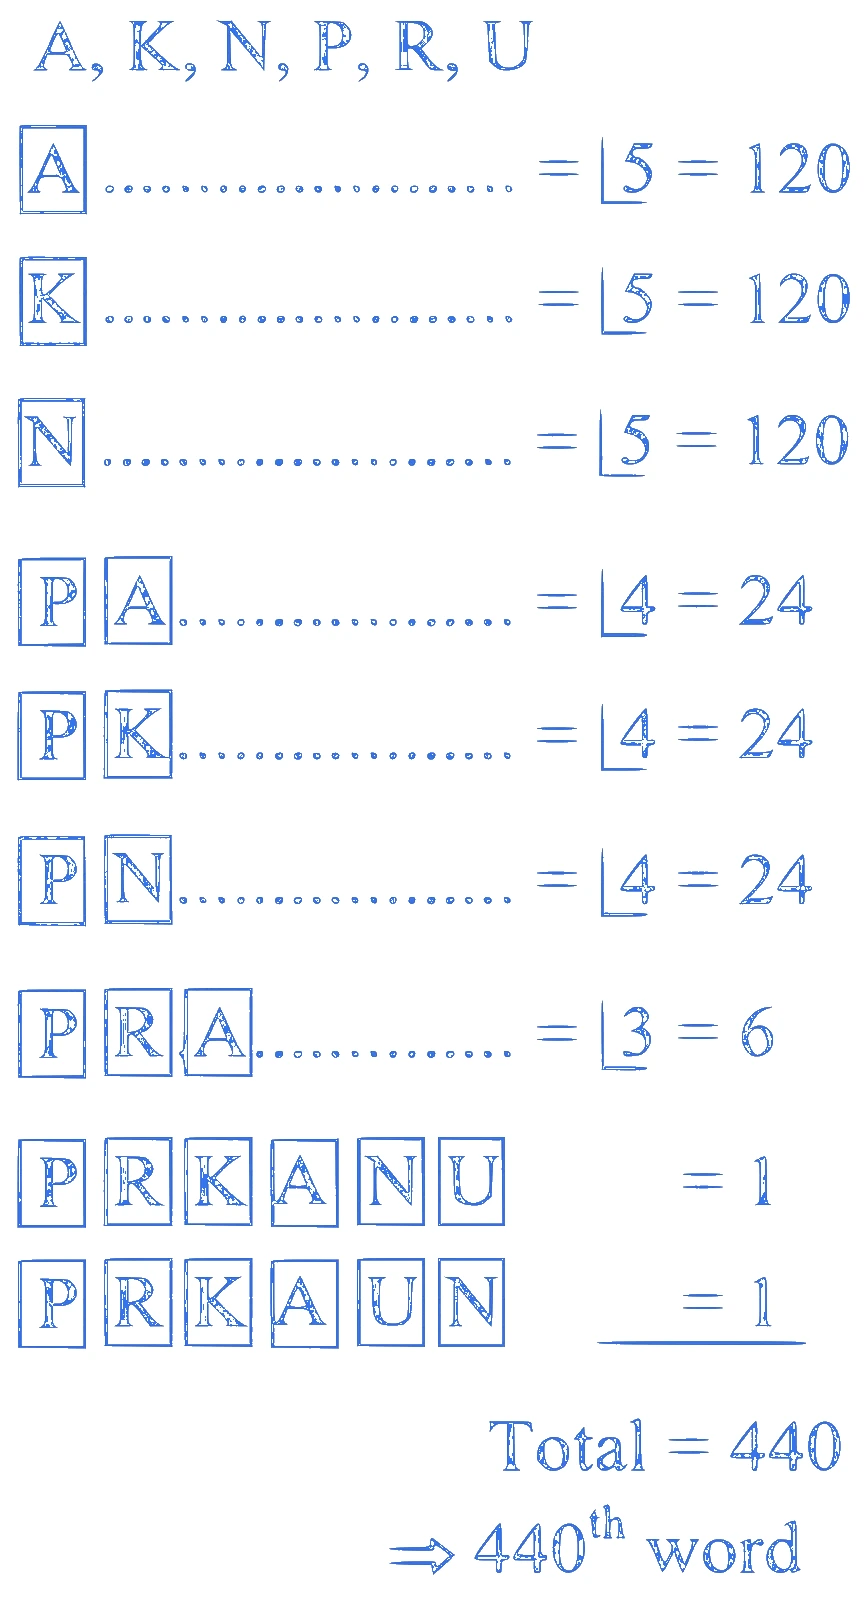 A, K, N, P, R, U
A .......................... = ⌊5 = 120
K .......................... = ⌊5 = 120
N .......................... = ⌊5 = 120
P A .................. = ⌊4 = 24
P K .................. = ⌊4 = 24
P N .................. = ⌊4 = 24
P R A .............. = ⌊3 = 6
P R K A N U = 1
P R K A U N = 1
Total = 440
⇒ 440th word